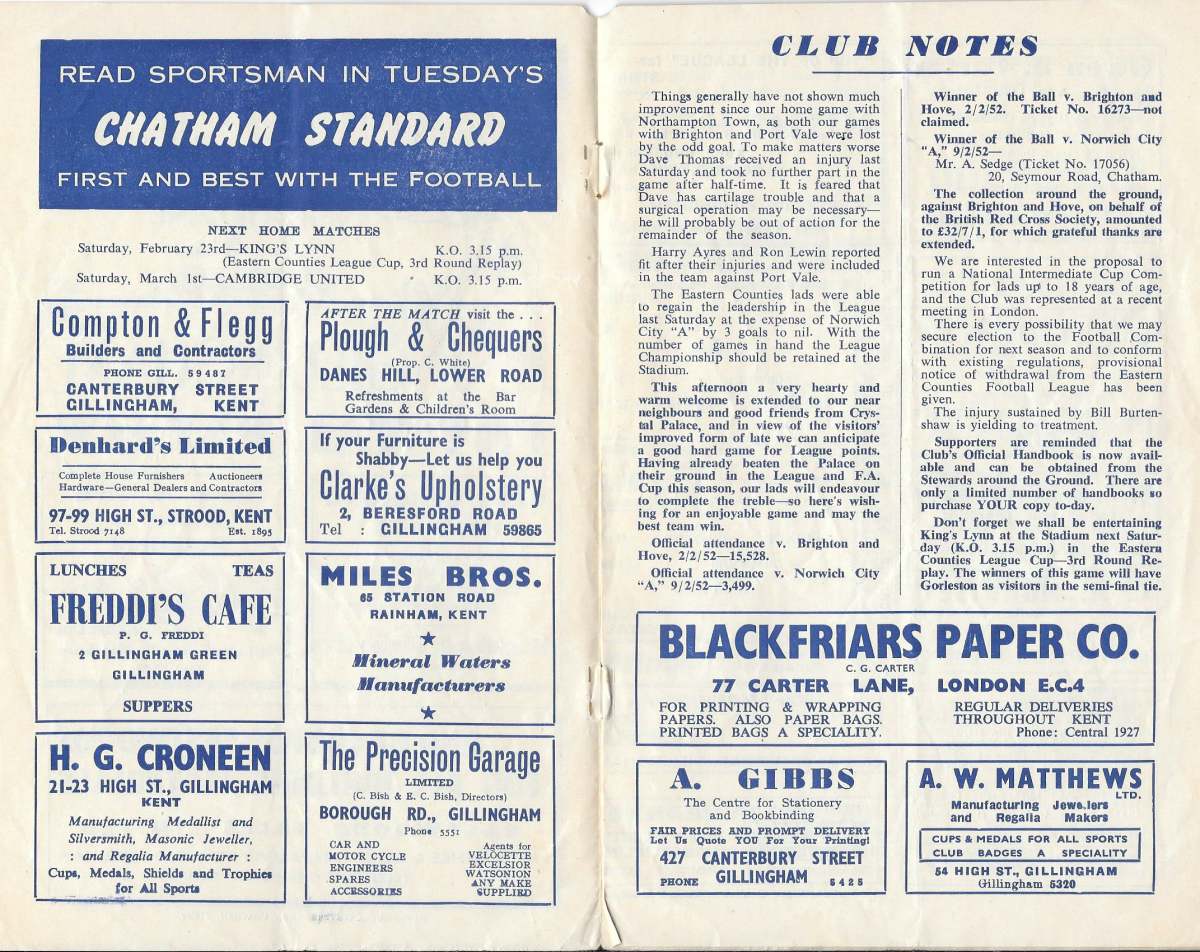 READ SPORTSMAN IN TUESDAY'S
CHATHAM STANDARD
FIRST AND BEST WITH THE FOOTBALL
NEXT HOME MATCHES
Saturday, February 23rd—KING'S LYNN K.O. 3.15 p.m.
(Eastern Counties League Cup, 3rd Round Replay)
Saturday, March 1st—CAMBRIDGE UNITED K.O. 3.15 p.m.
Compton & Flegg
Builders and Contractors
PHONE GILL. 59487
CANTERBURY STREET
GILLINGHAM, KENT
AFTER THE MATCH visit the . . .
Plough & Chequers
(Prop. C. White)
DANES HILL, LOWER ROAD
Refreshments at the Bar
Gardens & Children's Room
Denhard's Limited
Complete House Furnishers Auctioneers
Hardware—General Dealers and Contractors
97-99 HIGH ST., STROOD, KENT
Tel. Strood 7148 Est. 1895
If your Furniture is
Shabby—Let us help you
Clarke's Upholstery
2, BERESFORD ROAD
Tel : GILLINGHAM 59865
LUNCHES TEAS
FREDDI'S CAFE
P. G. FREDDI
2 GILLINGHAM GREEN
GILLINGHAM
SUPPERS
MILES BROS.
65 STATION ROAD
RAINHAM, KENT
Mineral Waters
Manufacturers
H. G. CRONEEN
21-23 HIGH ST., GILLINGHAM
KENT
Manufacturing Medallist and
Silversmith, Masonic Jeweller,
: and Regalia Manufacturer :
Cups, Medals, Shields and Trophies
for All Sports
The Precision Garage
LIMITED
(C. Bish & E. C. Bish, Directors)
BOROUGH RD., GILLINGHAM
Phone 5551
CAR AND
MOTOR CYCLE
ENGINEERS
SPARES
ACCESSORIES
Agents for
VELOCETTE
EXCELSIOR
WATSONION
ANY MAKE
SUPPLIED
CLUB NOTES
Things generally have not shown much
improvement since our home game with
Northampton Town, as both our games
with Brighton and Port Vale were lost
by the odd goal. To make matters worse
Dave Thomas received an injury last
Saturday and took no further part in the
game after half-time. It is feared that
Dave has cartilage trouble and that a
surgical operation may be necessary—
he will probably be out of action for the
remainder of the season.
Harry Ayres and Ron Lewin reported
fit after their injuries and were included
in the team against Port Vale.
The Eastern Counties lads were able
to regain the leadership in the League
last Saturday at the expense of Norwich
City "A" by 3 goals to nil. With the
number of games in hand the League
Championship should be retained at the
Stadium.
This afternoon a very hearty and
warm welcome is extended to our near
neighbours and good friends from Crys-
tal Palace, and in view of the visitors'
improved form of late we can anticipate
a good hard game for League points.
Having already beaten the Palace on
their ground in the League and F.A.
Cup this season, our lads will endeavour
to complete the treble—so here's wish-
ing for an enjoyable game and may the
best team win.
Official attendance v. Brighton and
Hove, 2/2/52—15,528.
Official attendance v. Norwich City
"A," 9/2/52—3,499.
Winner of the Ball v. Brighton and
Hove, 2/2/52. Ticket No. 16273—not
claimed.
Winner of the Ball v. Norwich City
"A," 9/2/52—
Mr. A. Sedge (Ticket No. 17056)
20, Seymour Road, Chatham.
The collection around the ground,
against Brighton and Hove, on behalf of
the British Red Cross Society, amounted
to £32/7/1, for which grateful thanks are
extended.
We are interested in the proposal to
run a National Intermediate Cup Com-
petition for lads up to 18 years of age,
and the Club was represented at a recent
meeting in London.
There is every possibility that we may
secure election to the Football Com-
bination for next season and to conform
with existing regulations, provisional
notice of withdrawal from the Eastern
Counties Football League has been
given.
The injury sustained by Bill Burten-
shaw is yielding to treatment.
Supporters are reminded that the
Club's Official Handbook is now avail-
able and can be obtained from the
Stewards around the Ground. There are
only a limited number of handbooks so
purchase YOUR copy to-day.
Don't forget we shall be entertaining
King's Lynn at the Stadium next Satur-
day (K.O. 3.15 p.m.) in the Eastern
Counties League Cup—3rd Round Re-
play. The winners of this game will have
Gorleston as visitors in the semi-final tie.
BLACKFRIARS PAPER CO.
C. G. CARTER
77 CARTER LANE, LONDON E.C.4
FOR PRINTING & WRAPPING
PAPERS. ALSO PAPER BAGS.
PRINTED BAGS A SPECIALITY.
REGULAR DELIVERIES
THROUGHOUT KENT
Phone: Central 1927
A. GIBBS
The Centre for Stationery
and Bookbinding
FAIR PRICES AND PROMPT DELIVERY
Let Us Quote YOU For Your Printing!
427 CANTERBURY STREET
GILLINGHAM
PHONE 5425
A. W. MATTHEWS
LTD.
Manufacturing Jewellers
and Regalia Makers
CUPS & MEDALS FOR ALL SPORTS
CLUB BADGES A SPECIALITY
54 HIGH ST., GILLINGHAM
Gillingham 5320